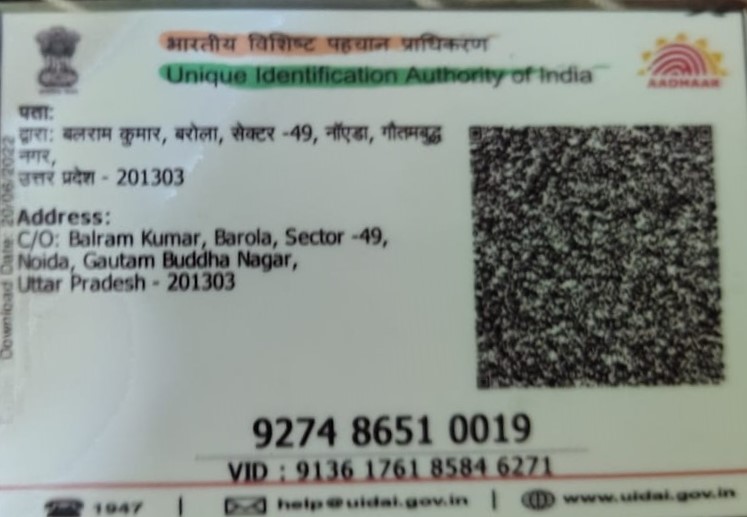 भारतीय विशिष्ट पहचान प्राधिकरण
Unique Identification Authority of India
AADHAAR
पता:
द्वारा: बलराम कुमार, बरोला, सेक्टर -49, नॉएडा, गौतमबुद्ध
नगर,
उत्तर प्रदेश - 201303
Address:
C/O: Balram Kumar, Barola, Sector -49,
Noida, Gautam Buddha Nagar,
Uttar Pradesh - 201303
Download Date: 20/06/2022
9274 8651 0019
VID : 9136 1761 8584 6271
1947 | help@uidai.gov.in | www.uidai.gov.in